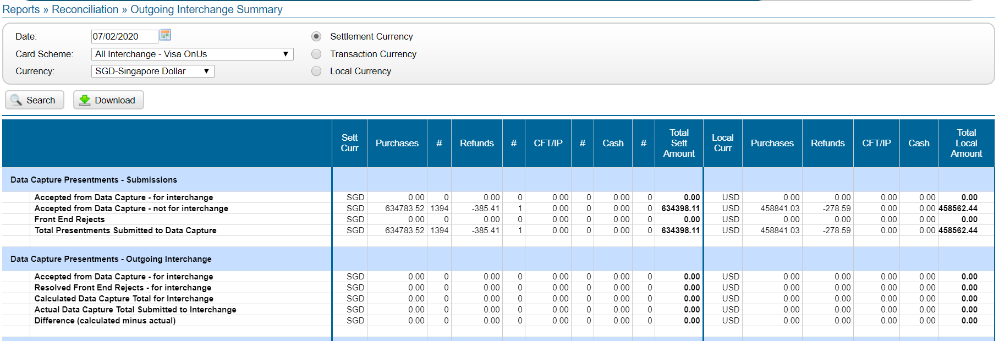 Reports » Reconciliation » Outgoing Interchange Summary
Date: 07/02/2020 Settlement Currency
Card Scheme: All Interchange - Visa OnUs Transaction Currency
Currency: SGD-Singapore Dollar Local Currency
Search Download
Sett Curr Purchases # Refunds # CFT/IP # Cash # Total Sett Amount Local Curr Purchases Refunds CFT/IP Cash Total Local Amount
Data Capture Presentments - Submissions
Accepted from Data Capture - for interchange SGD 0.00 0 0.00 0 0.00 0 0.00 0 0.00 USD 0.00 0.00 0.00 0.00 0.00
Accepted from Data Capture - not for interchange SGD 634783.52 1394 -385.41 1 0.00 0 0.00 0 634398.11 USD 458841.03 -278.59 0.00 0.00 458562.44
Front End Rejects SGD 0.00 0 0.00 0 0.00 0 0.00 0 0.00 USD 0.00 0.00 0.00 0.00 0.00
Total Presentments Submitted to Data Capture SGD 634783.52 1394 -385.41 1 0.00 0 0.00 0 634398.11 USD 458841.03 -278.59 0.00 0.00 458562.44
Data Capture Presentments - Outgoing Interchange
Accepted from Data Capture - for interchange SGD 0.00 0 0.00 0 0.00 0 0.00 0 0.00 USD 0.00 0.00 0.00 0.00 0.00
Resolved Front End Rejects - for interchange SGD 0.00 0 0.00 0 0.00 0 0.00 0 0.00 USD 0.00 0.00 0.00 0.00 0.00
Calculated Data Capture Total for Interchange SGD 0.00 0 0.00 0 0.00 0 0.00 0 0.00 USD 0.00 0.00 0.00 0.00 0.00
Actual Data Capture Total Submitted to Interchange SGD 0.00 0 0.00 0 0.00 0 0.00 0 0.00 USD 0.00 0.00 0.00 0.00 0.00
Difference (calculated minus actual) SGD 0.00 0 0.00 0 0.00 0 0.00 0 0.00 USD 0.00 0.00 0.00 0.00 0.00